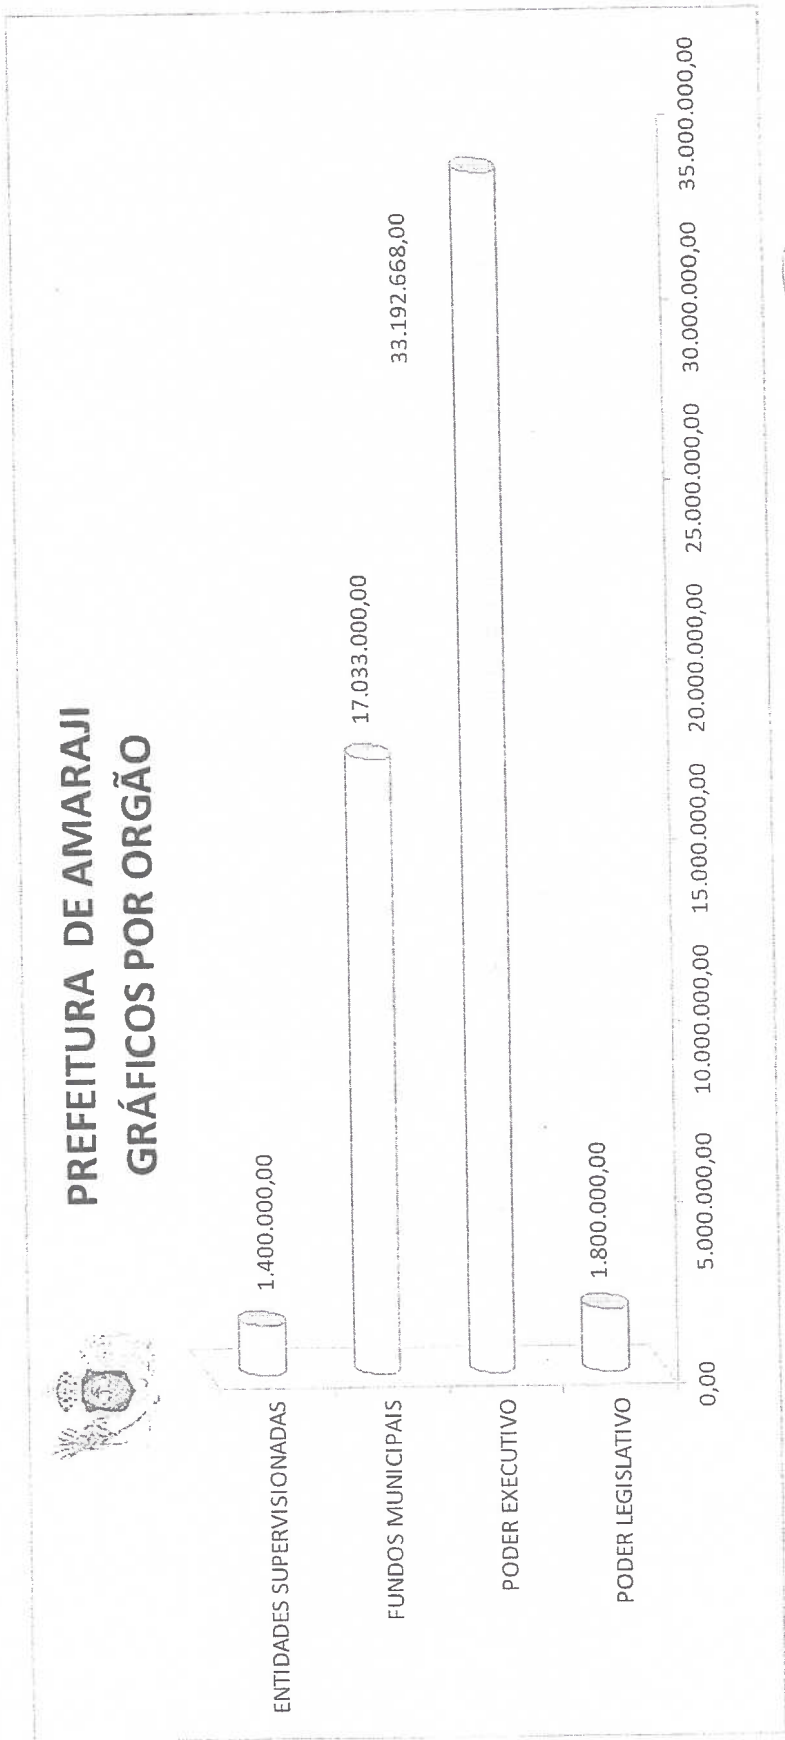 PREFEITURA DE AMARAJI
GRÁFICOS POR ORGÃO
ENTIDADES SUPERVISIONADAS
1.400.000,00
FUNDOS MUNICIPAIS
17.033.000,00
PODER EXECUTIVO
33.192.668,00
PODER LEGISLATIVO
1.800.000,00
0,00
5.000.000,00
10.000.000,00
15.000.000,00
20.000.000,00
25.000.000,00
30.000.000,00
35.000.000,00